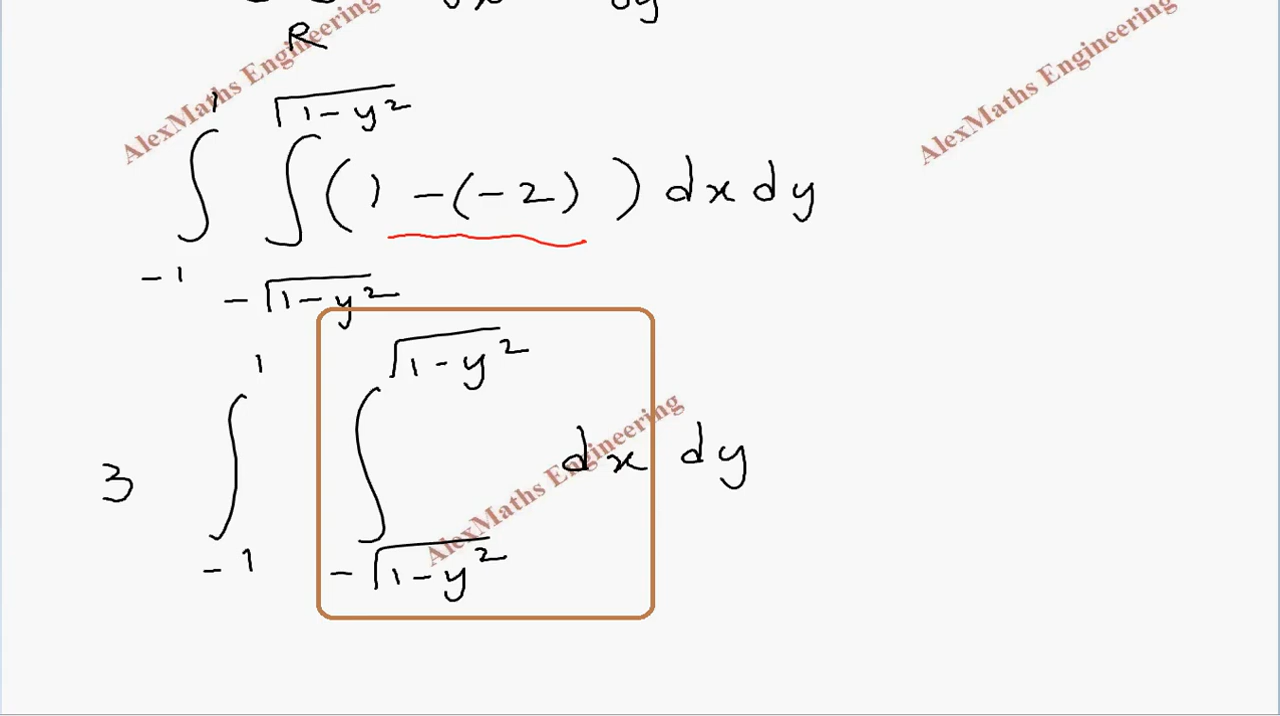 R
∫_{-1}^{1} ∫_{-√(1-y²)}^{√(1-y²)} (1 -(-2)) dx dy
3 ∫_{-1}^{1} ∫_{-√(1-y²)}^{√(1-y²)} dx dy
AlexMaths Engineering
AlexMaths Engineering
AlexMaths Engineering